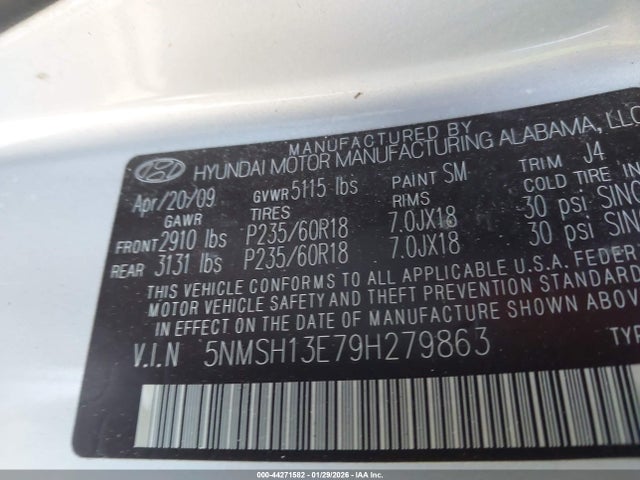 MANUFACTURED BY
HYUNDAI MOTOR MANUFACTURING ALABAMA, LLC
Apr/20/09 GVWR 5115 lbs PAINT SM TRIM J4
GAWR TIRES RIMS COLD TIRE IN
FRONT 2910 lbs P235/60R18 7.0JX18 30 psi SING
REAR 3131 lbs P235/60R18 7.0JX18 30 psi SING
THIS VEHICLE CONFORMS TO ALL APPLICABLE U.S.A. FEDER
MOTOR VEHICLE SAFETY AND THEFT PREVENTION STANDARD
IN EFFECT ON THE DATE OF MANUFACTURE SHOWN ABOVE
V.I.N 5NMSH13E79H279863 TYP
000-44271582 - 01/29/2026 - IAA Inc.